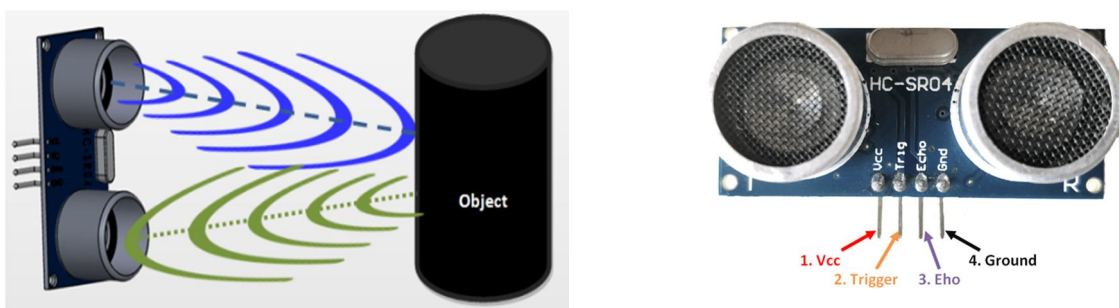 Object
HC-SR04
Vcc
Trig
Echo
Gnd
T
R
1. Vcc
2. Trigger
3. Eho
4. Ground